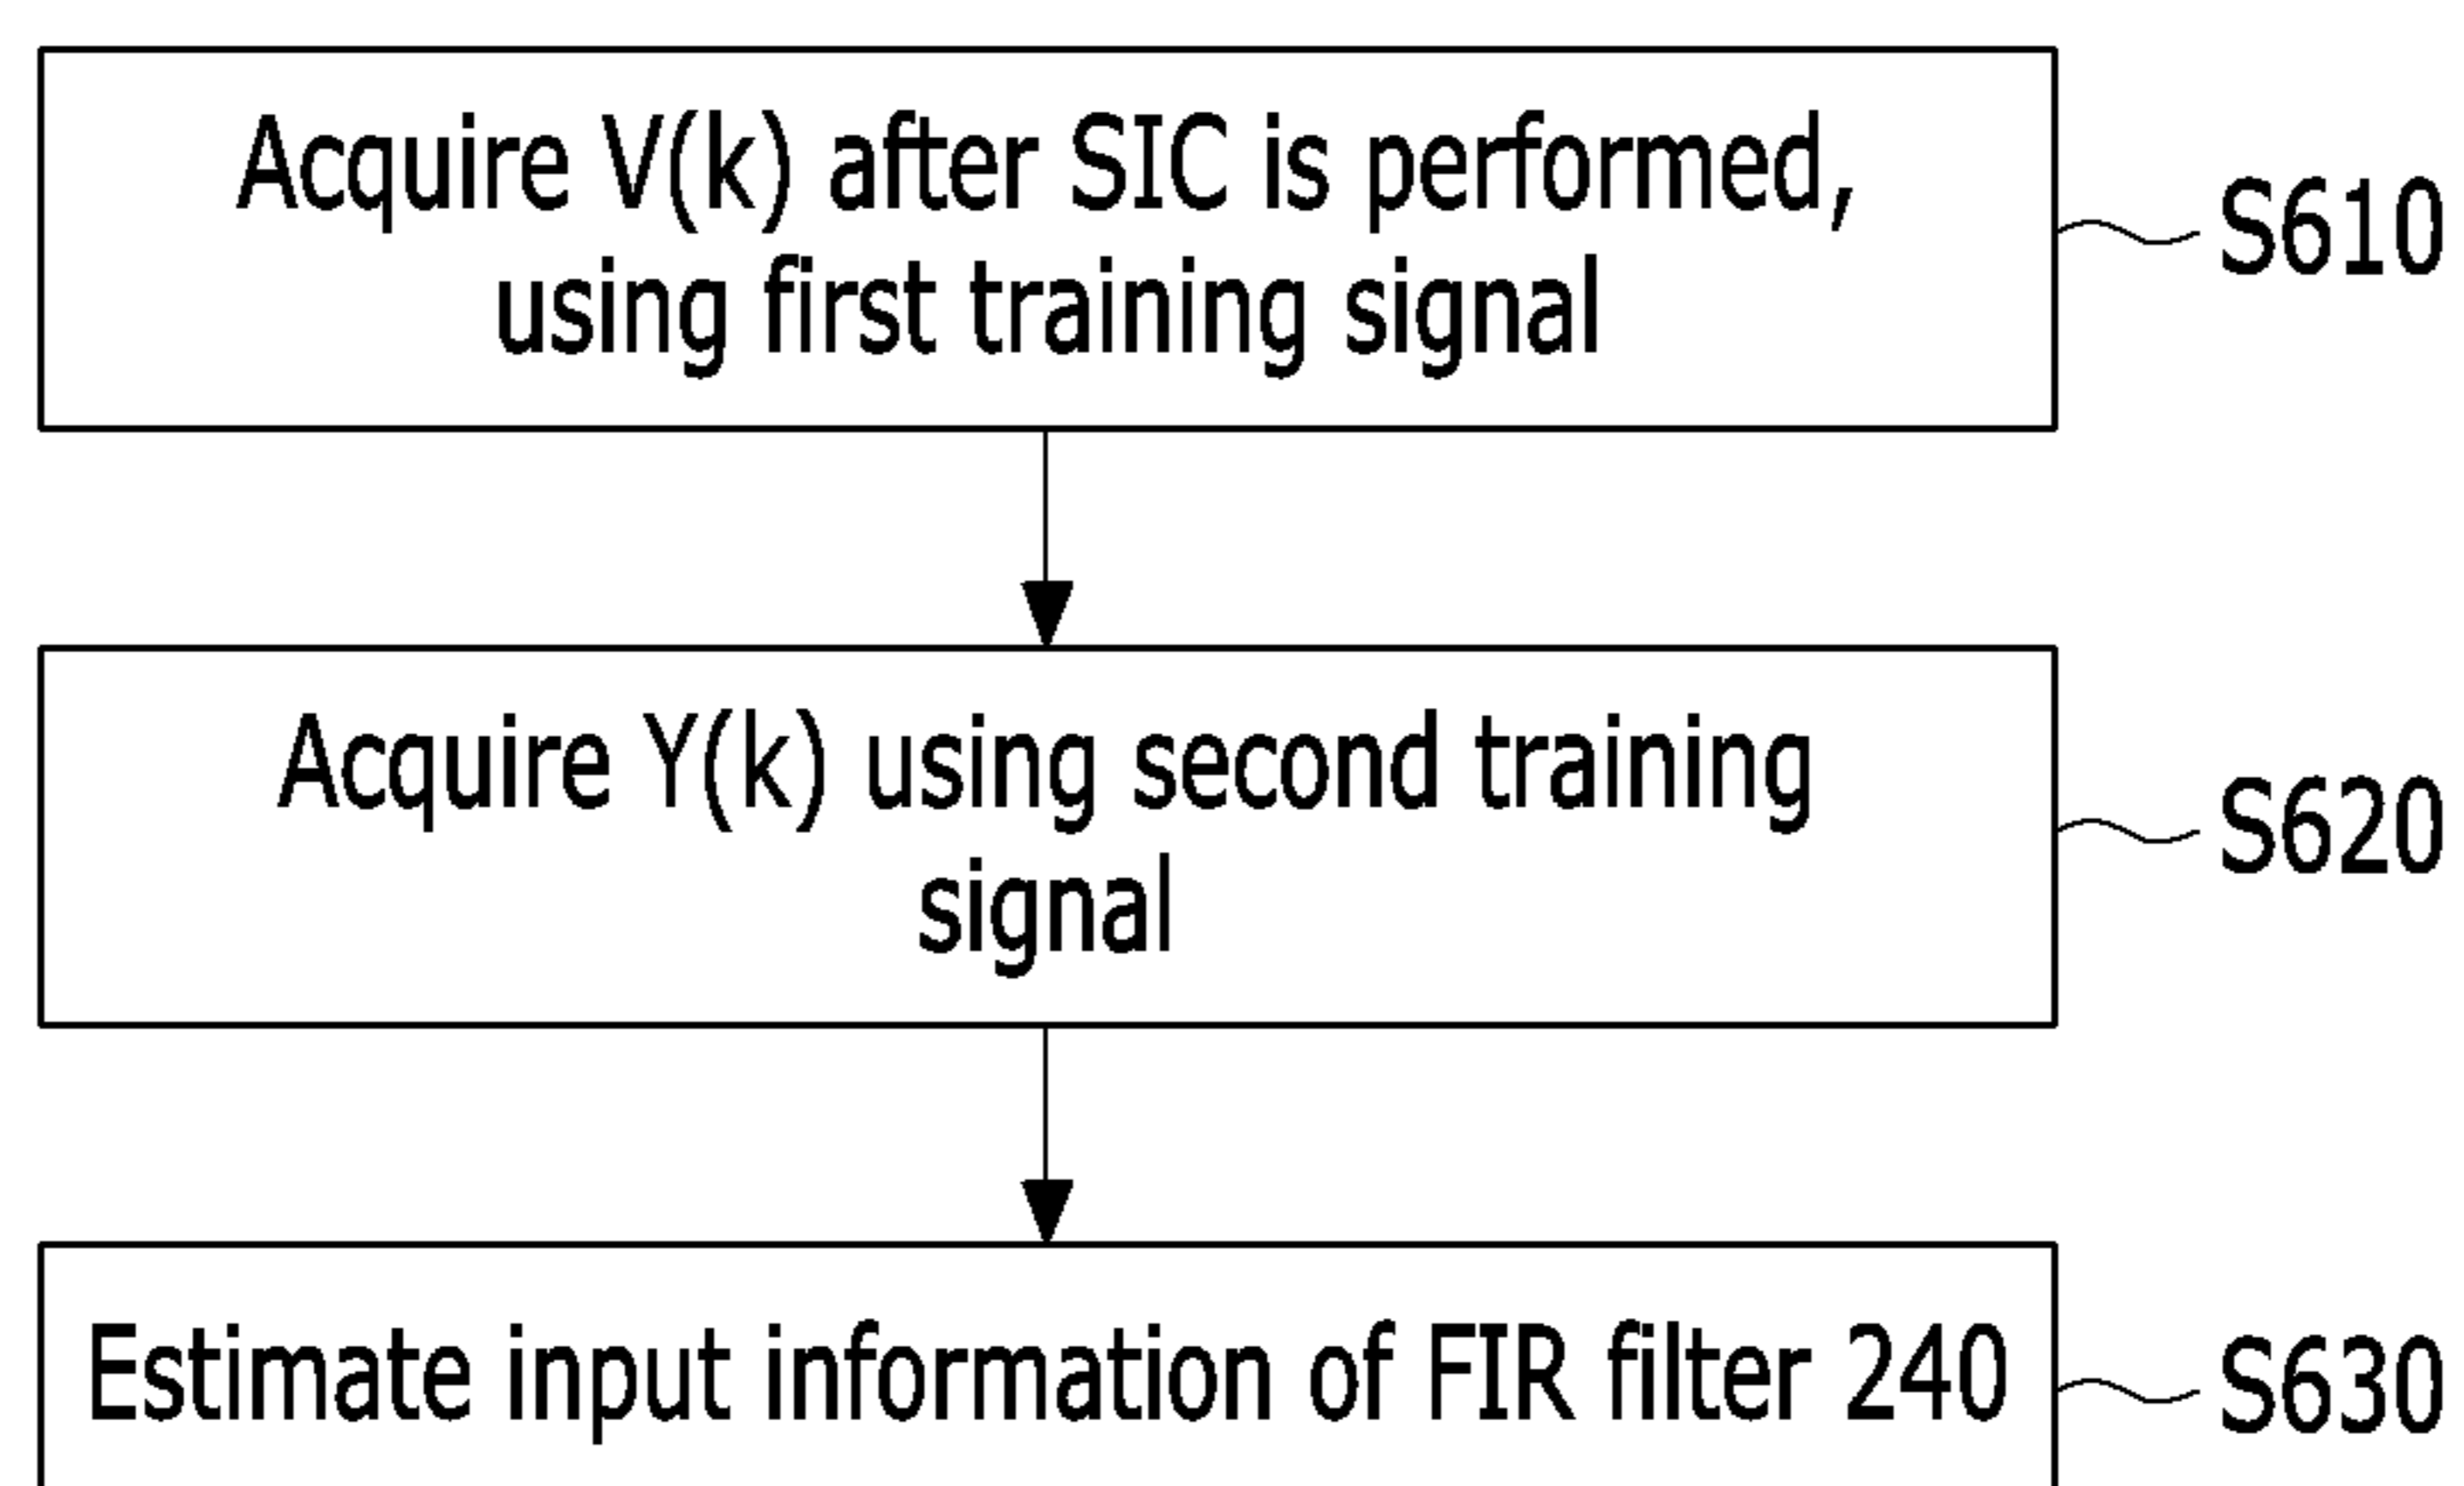 Acquire V(k) after SIC is performed,
using first training signal
S610
Acquire Y(k) using second training
signal
S620
Estimate input information of FIR filter 240
S630